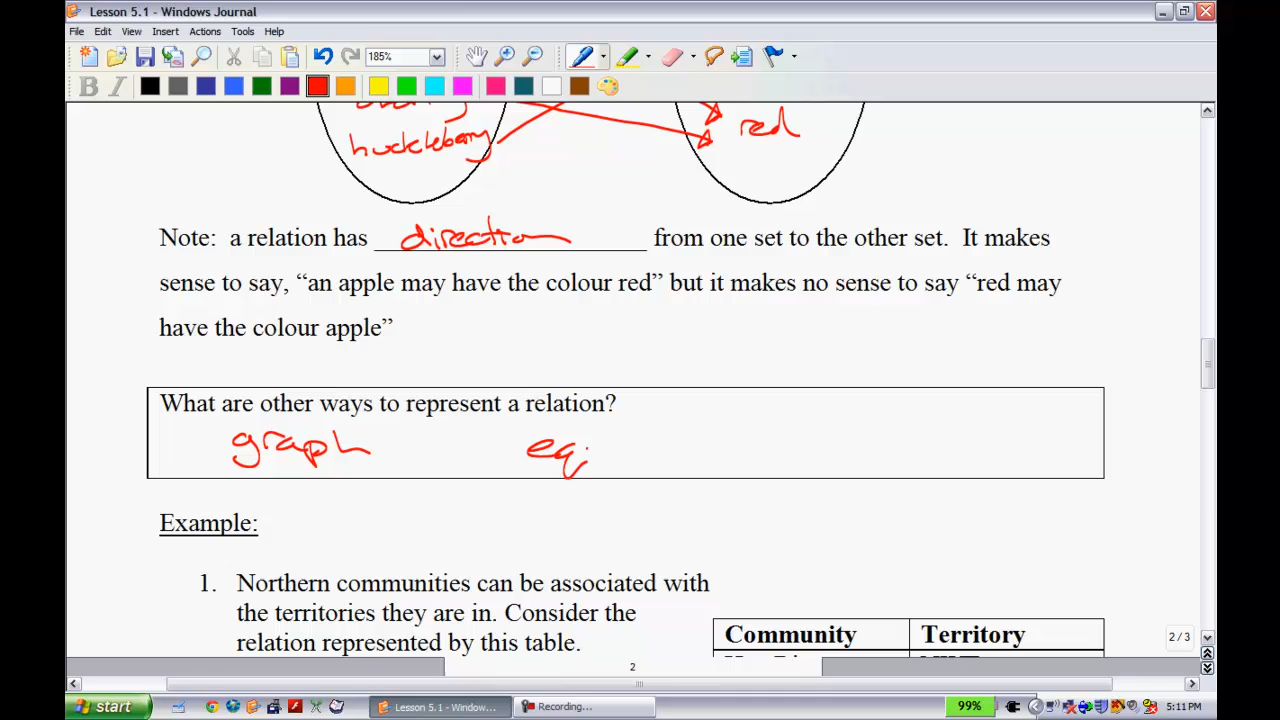 Lesson 5.1 - Windows Journal
File Edit View Insert Actions Tools Help
185%
B I
huckleberry
red
Note: a relation has direction from one set to the other set. It makes
sense to say, “an apple may have the colour red” but it makes no sense to say “red may
have the colour apple”
What are other ways to represent a relation?
graph eq
Example:
1. Northern communities can be associated with
the territories they are in. Consider the
relation represented by this table.
Community Territory
2/3
2
start Lesson 5.1 - Window... Recording... 99% 5:11 PM